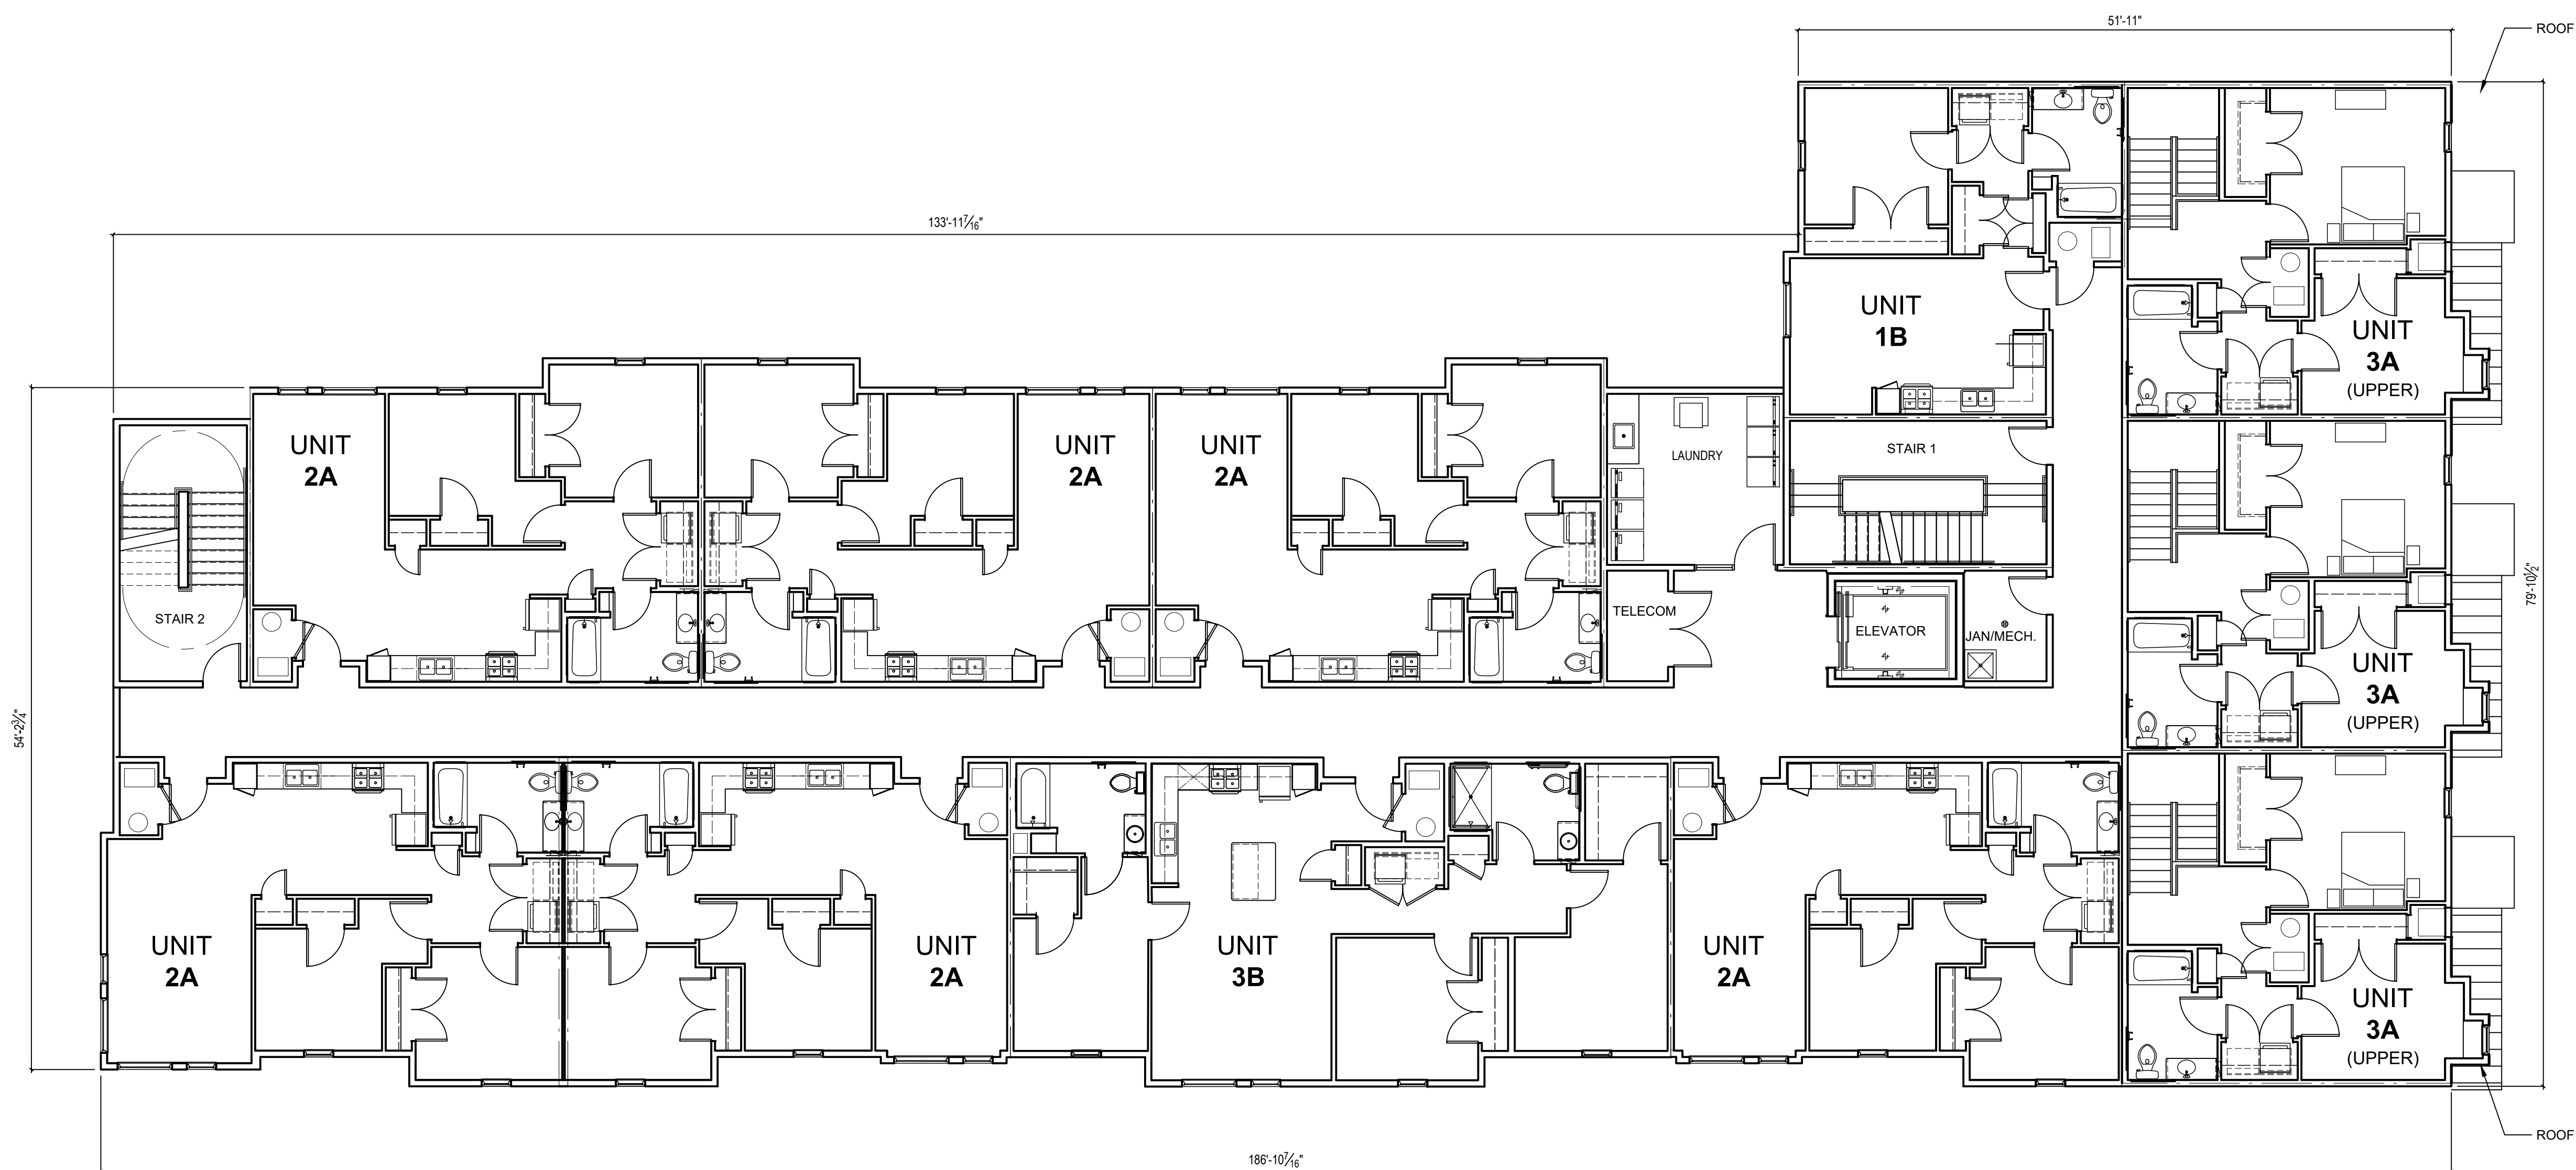 51'-11"
ROOF
133'-11 7/16"
UNIT
1B
UNIT
3A
(UPPER)
UNIT
2A
UNIT
2A
UNIT
2A
LAUNDRY
STAIR 1
79'-10 1/2"
STAIR 2
TELECOM
ELEVATOR
JAN/MECH.
UNIT
3A
(UPPER)
54'-2 3/4"
UNIT
2A
UNIT
2A
UNIT
3B
UNIT
2A
UNIT
3A
(UPPER)
ROOF
186'-10 7/16"